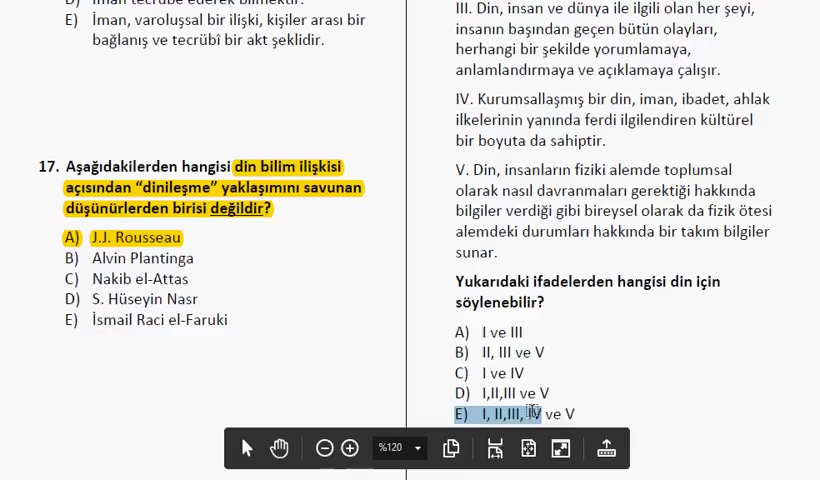 D) İman tecrübe ederek bilmektir.
E) İman, varoluşsal bir ilişki, kişiler arası bir
bağlanış ve tecrübî bir akt şeklidir.
17. Aşağıdakilerden hangisi din bilim ilişkisi
açısından “dinileşme” yaklaşımını savunan
düşünürlerden birisi değildir?
A) J.J. Rousseau
B) Alvin Plantinga
C) Nakib el-Attas
D) S. Hüseyin Nasr
E) İsmail Raci el-Faruki
III. Din, insan ve dünya ile ilgili olan her şeyi,
insanın başından geçen bütün olayları,
herhangi bir şekilde yorumlamaya,
anlamlandırmaya ve açıklamaya çalışır.
IV. Kurumsallaşmış bir din, iman, ibadet, ahlak
ilkelerinin yanında ferdi ilgilendiren kültürel
bir boyuta da sahiptir.
V. Din, insanların fiziki alemde toplumsal
olarak nasıl davranmaları gerektiği hakkında
bilgiler verdiği gibi bireysel olarak da fizik ötesi
alemdeki durumları hakkında bir takım bilgiler
sunar.
Yukarıdaki ifadelerden hangisi din için
söylenebilir?
A) I ve III
B) II, III ve V
C) I ve IV
D) I,II,III ve V
E) I, II,III, IV ve V
%120